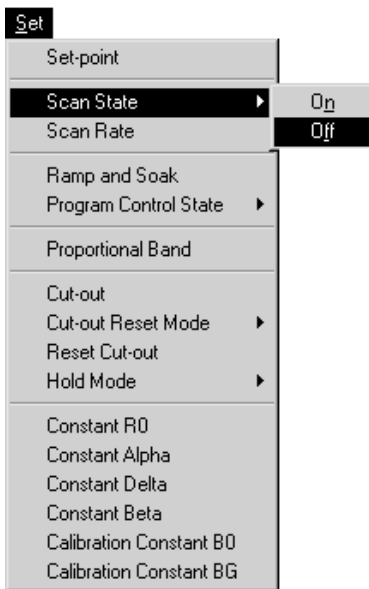 Set
Set-point
Scan State
On
Scan Rate
Off
Ramp and Soak
Program Control State
Proportional Band
Cut-out
Cut-out Reset Mode
Reset Cut-out
Hold Mode
Constant R0
Constant Alpha
Constant Delta
Constant Beta
Calibration Constant B0
Calibration Constant BG